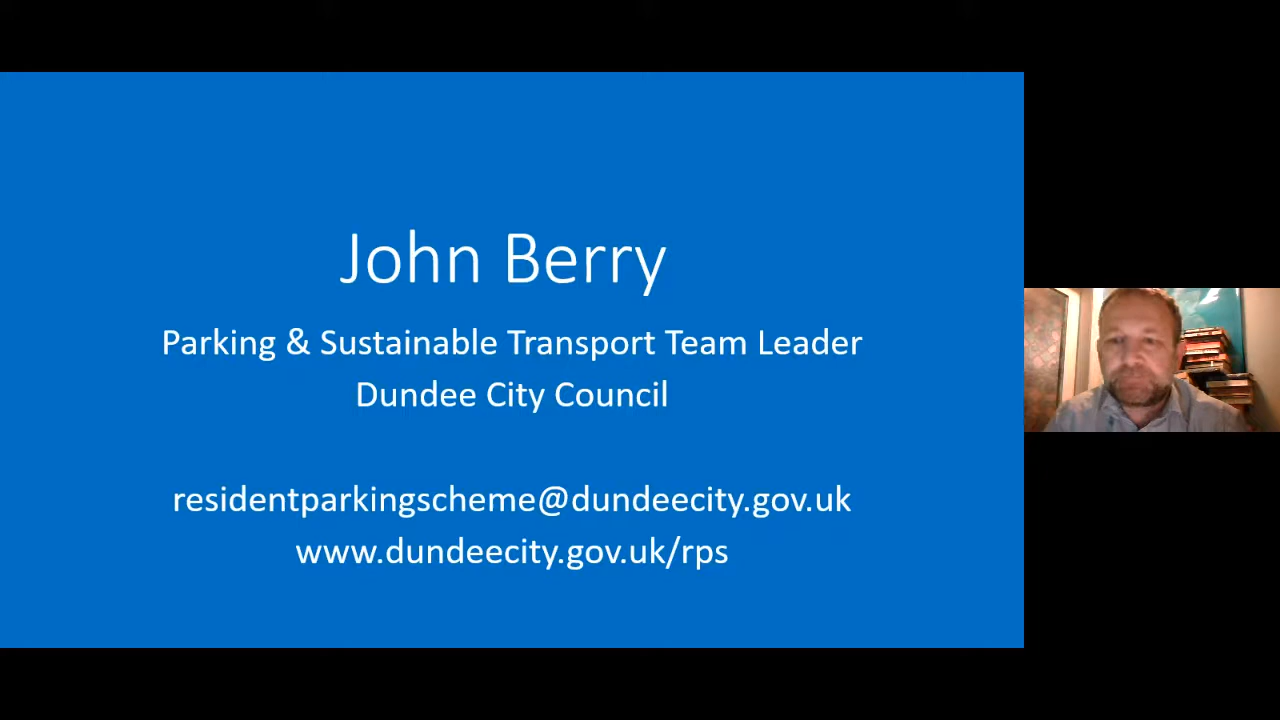 John Berry
Parking & Sustainable Transport Team Leader
Dundee City Council
residentparkingscheme@dundeecity.gov.uk
www.dundeecity.gov.uk/rps